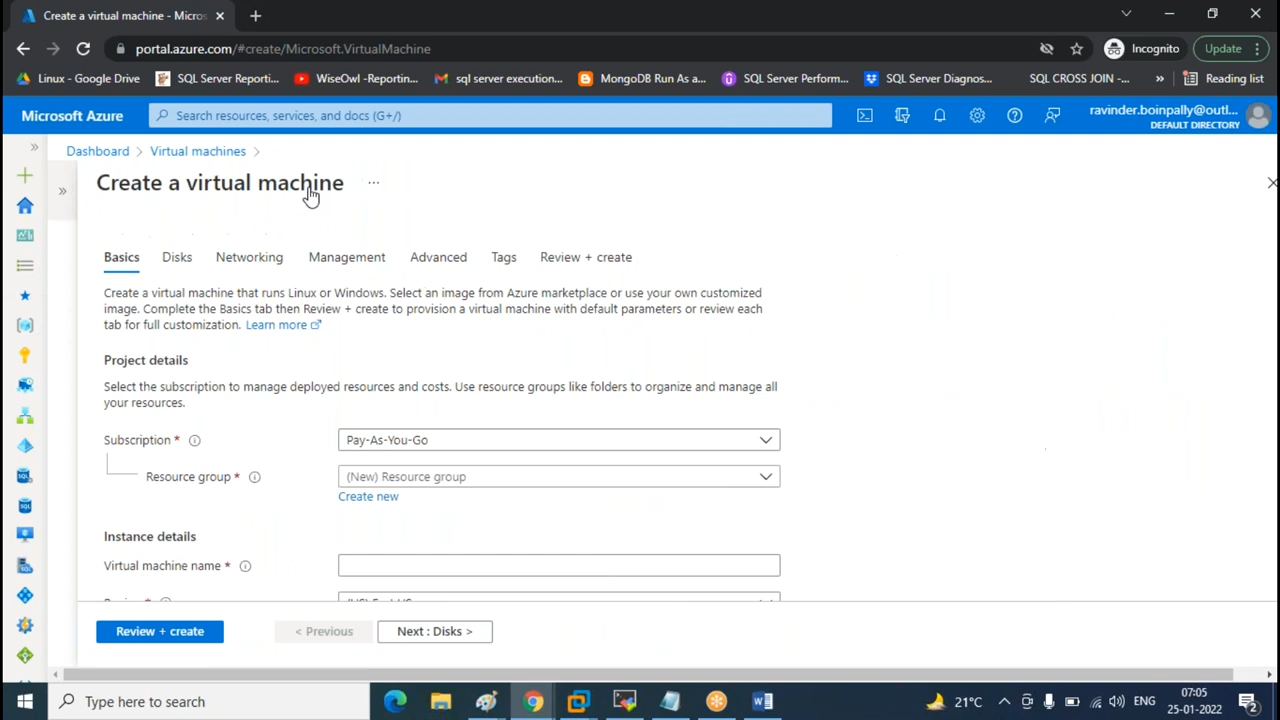 Create a virtual machine - Micros
portal.azure.com/#create/Microsoft.VirtualMachine
Incognito
Update
Linux - Google Drive
SQL Server Reporti...
WiseOwl -Reportin...
sql server execution...
MongoDB Run As a...
SQL Server Perform...
SQL Server Diagnos...
SQL CROSS JOIN -...
»
Reading list
Microsoft Azure
Search resources, services, and docs (G+/)
ravinder.boinpally@outl...
DEFAULT DIRECTORY
Dashboard > Virtual machines >
Create a virtual machine ...
Basics
Disks
Networking
Management
Advanced
Tags
Review + create
Create a virtual machine that runs Linux or Windows. Select an image from Azure marketplace or use your own customized
image. Complete the Basics tab then Review + create to provision a virtual machine with default parameters or review each
tab for full customization. Learn more
Project details
Select the subscription to manage deployed resources and costs. Use resource groups like folders to organize and manage all
your resources.
Subscription *
Pay-As-You-Go
Resource group *
(New) Resource group
Create new
Instance details
Virtual machine name *
Review + create
< Previous
Next : Disks >
Type here to search
21°C
ENG
07:05
25-01-2022
2